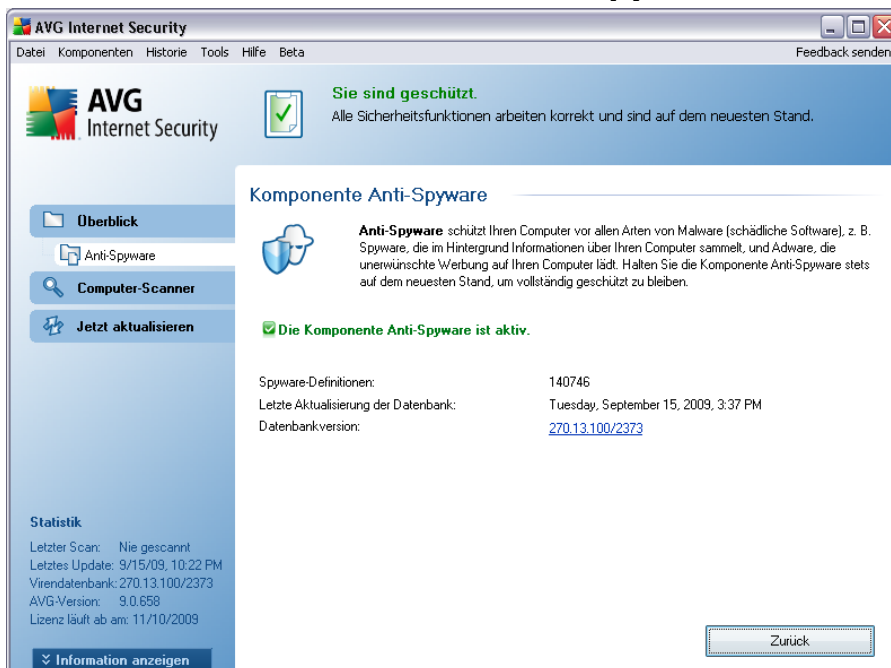 AVG Internet Security
Datei Komponenten Historie Tools Hilfe Beta Feedback senden
AVG
Internet Security
Sie sind geschützt.
Alle Sicherheitsfunktionen arbeiten korrekt und sind auf dem neuesten Stand.
Überblick
Anti-Spyware
Computer-Scanner
Jetzt aktualisieren
Komponente Anti-Spyware
Anti-Spyware schützt Ihren Computer vor allen Arten von Malware (schädliche Software), z. B.
Spyware, die im Hintergrund Informationen über Ihren Computer sammelt, und Adware, die
unerwünschte Werbung auf Ihren Computer lädt. Halten Sie die Komponente Anti-Spyware stets
auf dem neuesten Stand, um vollständig geschützt zu bleiben.
Die Komponente Anti-Spyware ist aktiv.
Spyware-Definitionen: 140746
Letzte Aktualisierung der Datenbank: Tuesday, September 15, 2009, 3:37 PM
Datenbankversion: 270.13.100/2373
Statistik
Letzter Scan: Nie gescannt
Letztes Update: 9/15/09, 10:22 PM
Virendatenbank: 270.13.100/2373
AVG-Version: 9.0.658
Lizenz läuft ab am: 11/10/2009
Information anzeigen
Zurück